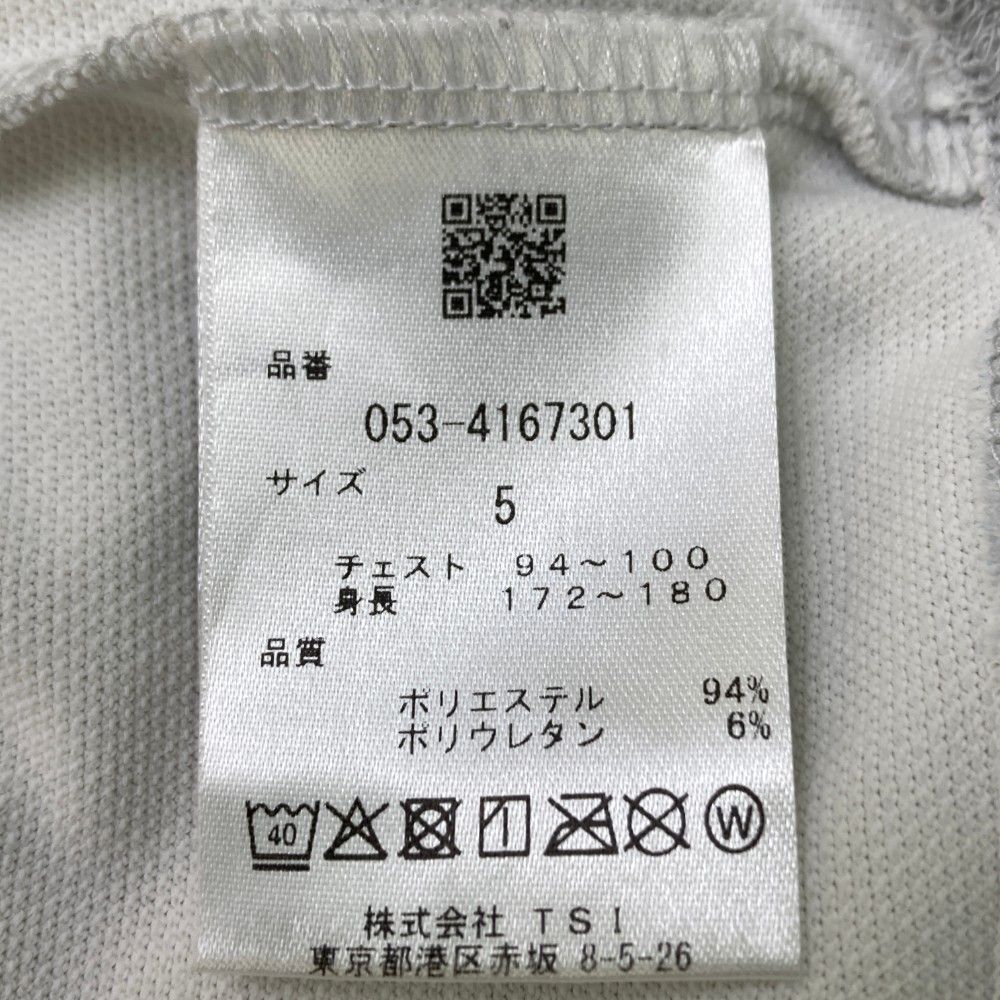 品番
053-4167301
サイズ
5
チェスト 94～100
身長 172～180
品質
ポリエステル 94%
ポリウレタン 6%
40 W
株式会社 TSI
東京都港区赤坂 8-5-26